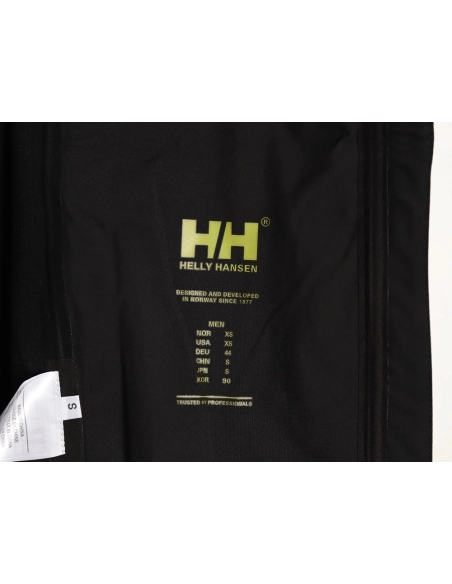 HH®
HELLY HANSEN
DESIGNED AND DEVELOPED
IN NORWAY SINCE 1877
MEN
NOR XS
USA XS
DEU 44
CHN S
JPN S
KOR 90
TRUSTED BY PROFESSIONALS
S